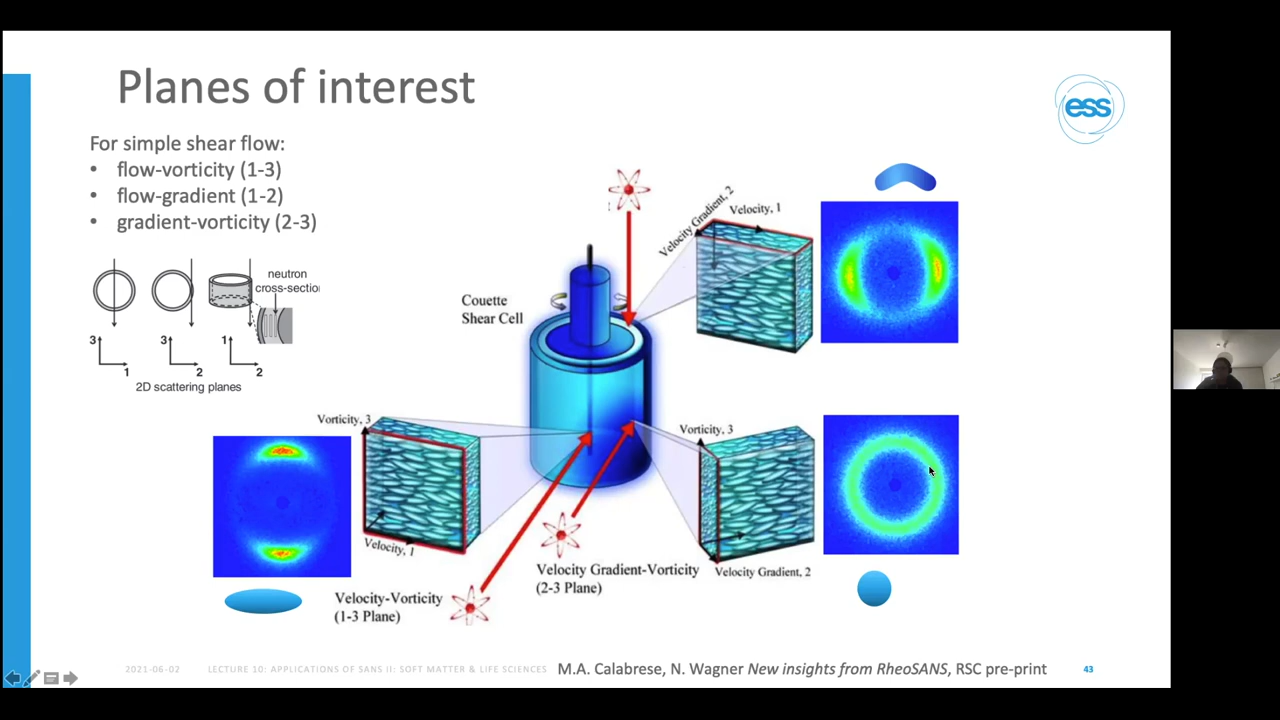 Planes of interest
ess
For simple shear flow:
• flow-vorticity (1-3)
• flow-gradient (1-2)
• gradient-vorticity (2-3)
neutron
cross-sectio
3
1
3
2
1
2
2D scattering planes
Couette
Shear Cell
Velocity Gradient, 2
Velocity, 1
Vorticity, 3
Velocity, 1
Vorticity, 3
Velocity Gradient, 2
Velocity Gradient-Vorticity
(2-3 Plane)
Velocity-Vorticity
(1-3 Plane)
2021-06-02
LECTURE 10: APPLICATIONS OF SANS II: SOFT MATTER & LIFE SCIENCES
M.A. Calabrese, N. Wagner New insights from RheoSANS, RSC pre-print
43